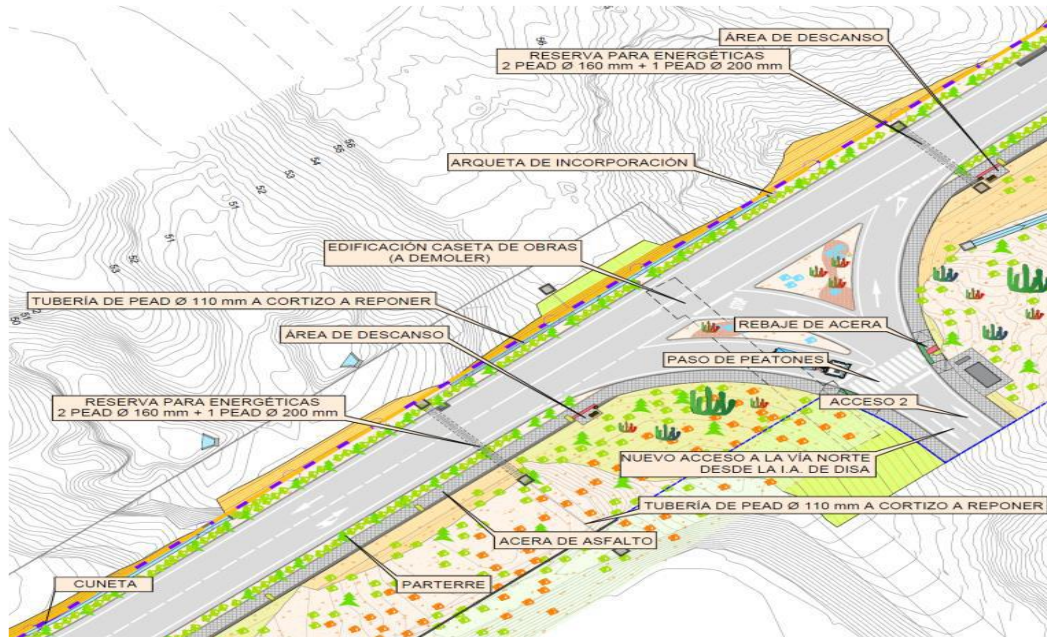 ÁREA DE DESCANSO
RESERVA PARA ENERGÉTICAS
2 PEAD Ø 160 mm + 1 PEAD Ø 200 mm
ARQUETA DE INCORPORACIÓN
EDIFICACIÓN CASETA DE OBRAS
(A DEMOLER)
TUBERÍA DE PEAD Ø 110 mm A CORTIZO A REPONER
ÁREA DE DESCANSO
REBAJE DE ACERA
PASO DE PEATONES
RESERVA PARA ENERGÉTICAS
2 PEAD Ø 160 mm + 1 PEAD Ø 200 mm
ACCESO 2
NUEVO ACCESO A LA VÍA NORTE
DESDE LA I.A. DE DISA
TUBERÍA DE PEAD Ø 110 mm A CORTIZO A REPONER
ACERA DE ASFALTO
CUNETA
PARTERRE
56
55
54
53
52
51
51
52
53